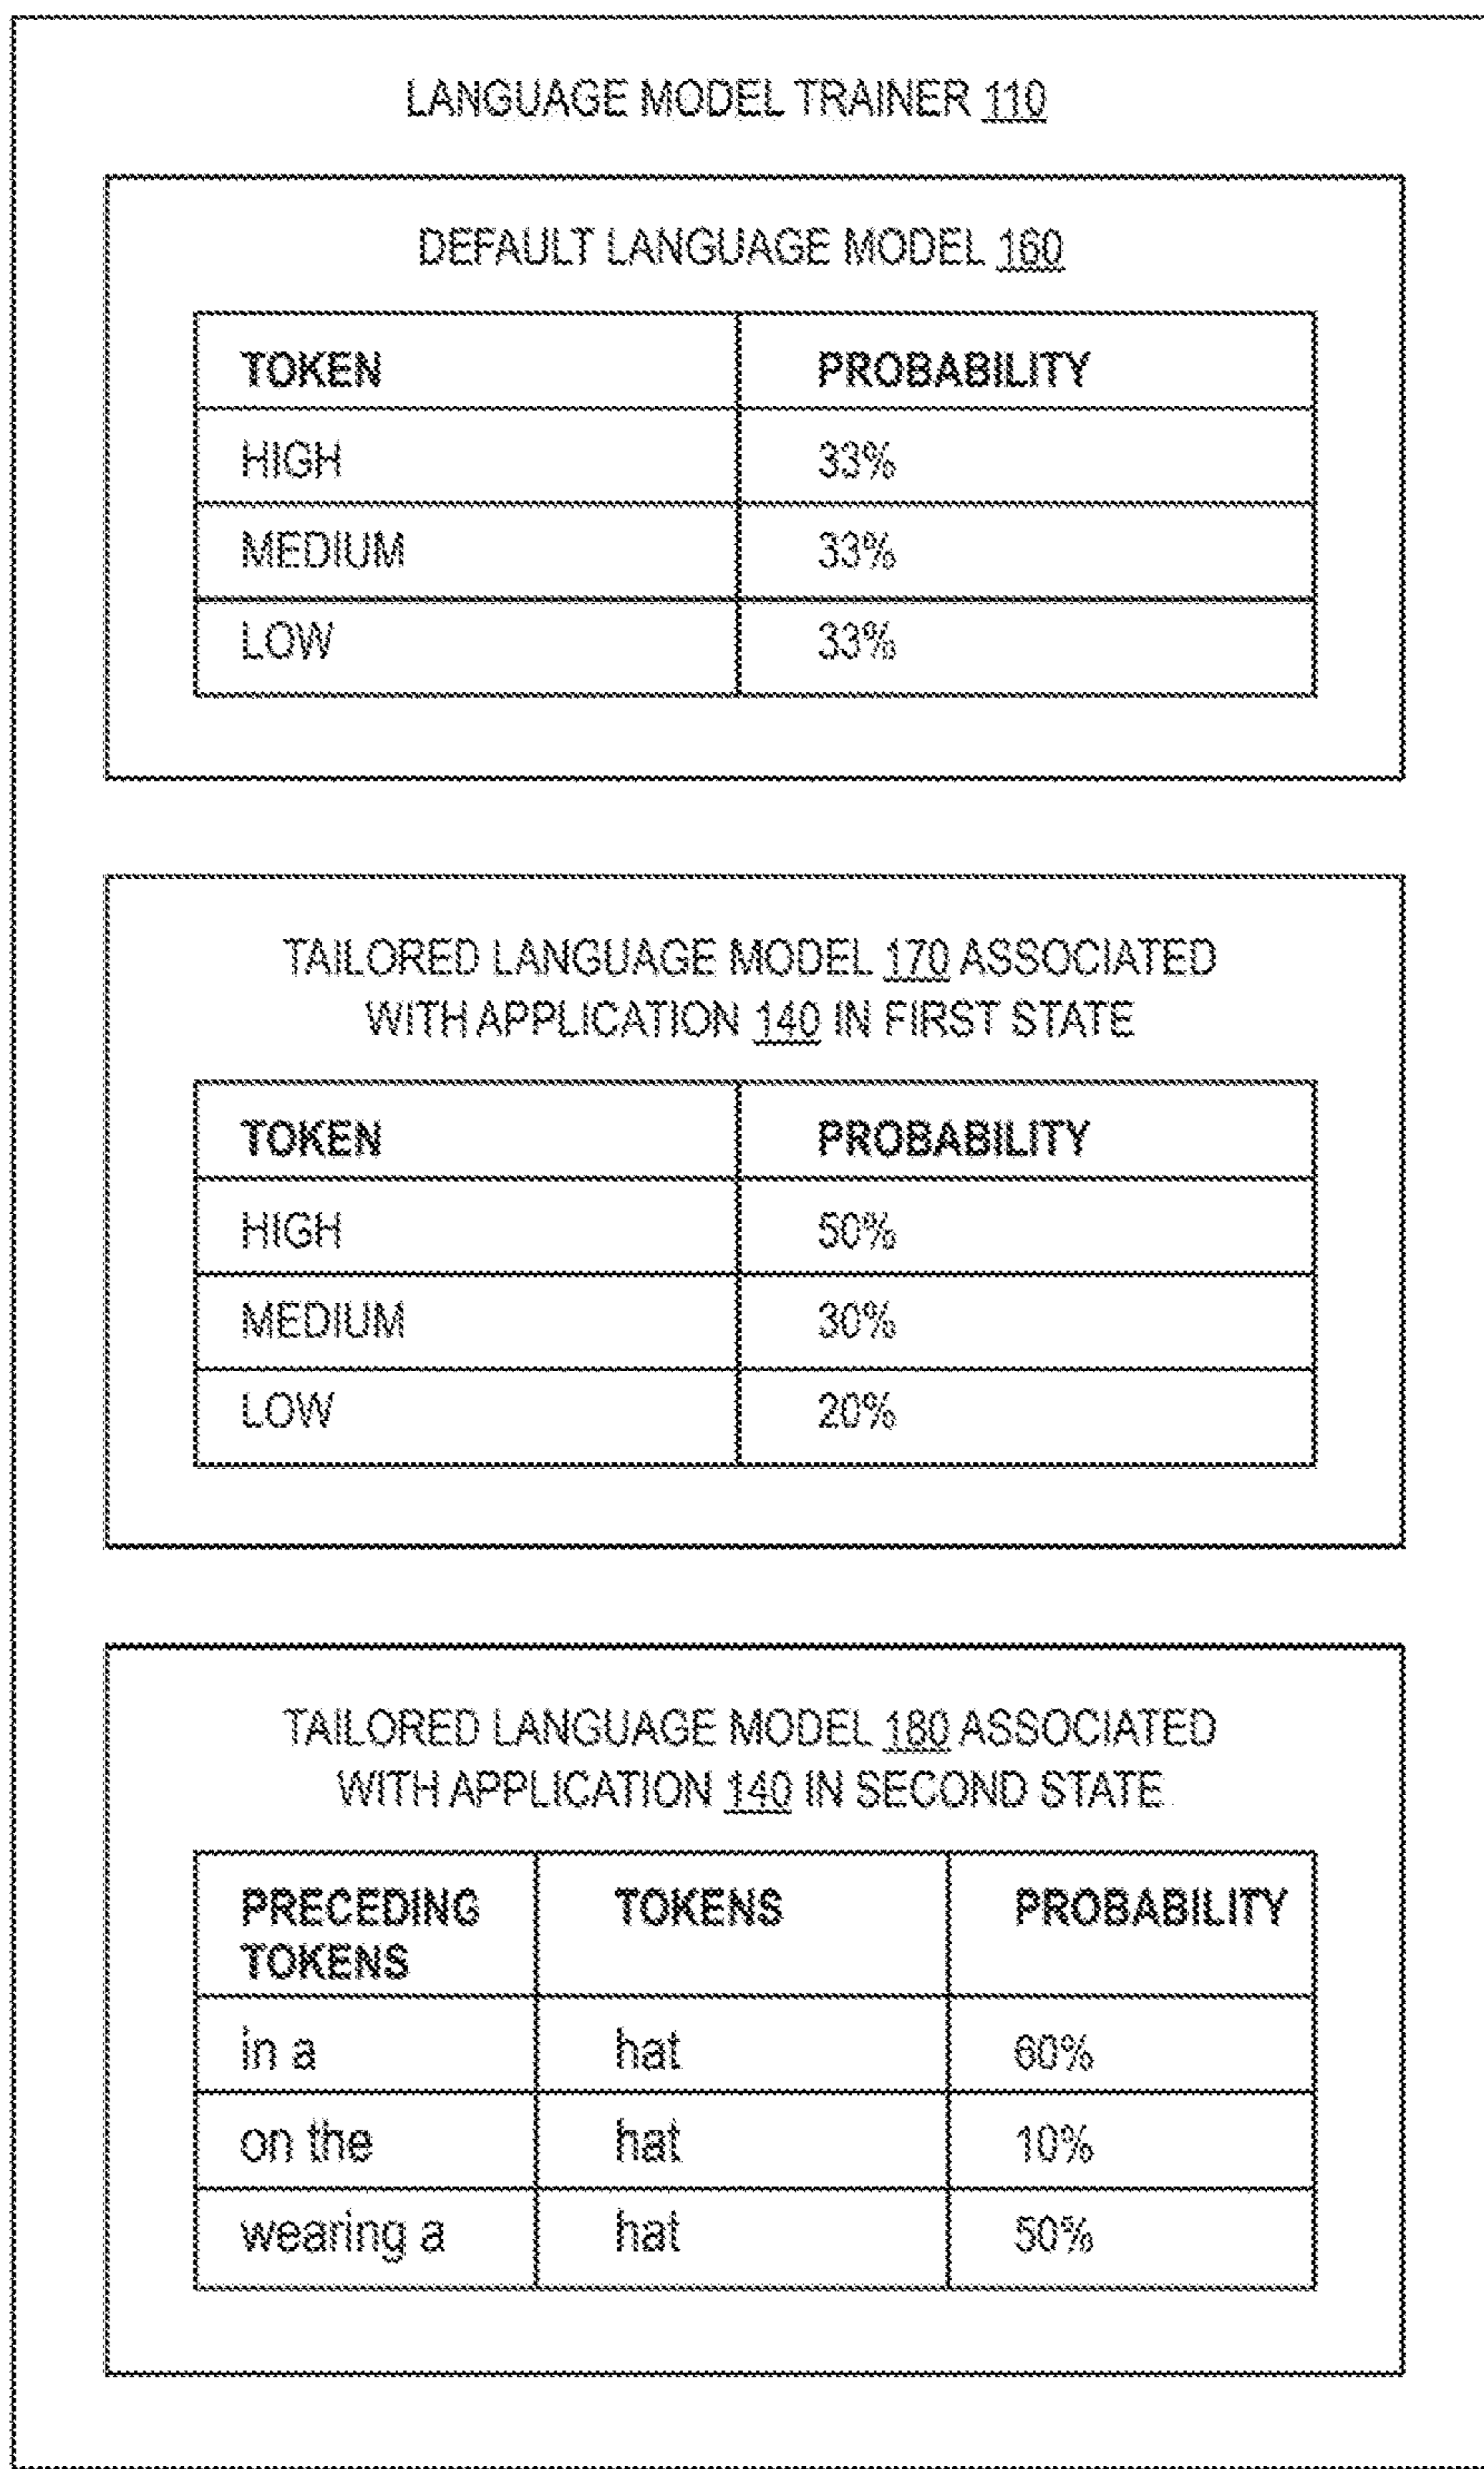 LANGUAGE MODEL TRAINER 110
DEFAULT LANGUAGE MODEL 160
TOKEN PROBABILITY
HIGH 33%
MEDIUM 33%
LOW 33%
TAILORED LANGUAGE MODEL 170 ASSOCIATED
WITH APPLICATION 140 IN FIRST STATE
TOKEN PROBABILITY
HIGH 50%
MEDIUM 30%
LOW 20%
TAILORED LANGUAGE MODEL 180 ASSOCIATED
WITH APPLICATION 140 IN SECOND STATE
PRECEDING TOKENS PROBABILITY
TOKENS
in a hat 60%
on the hat 10%
wearing a hat 50%